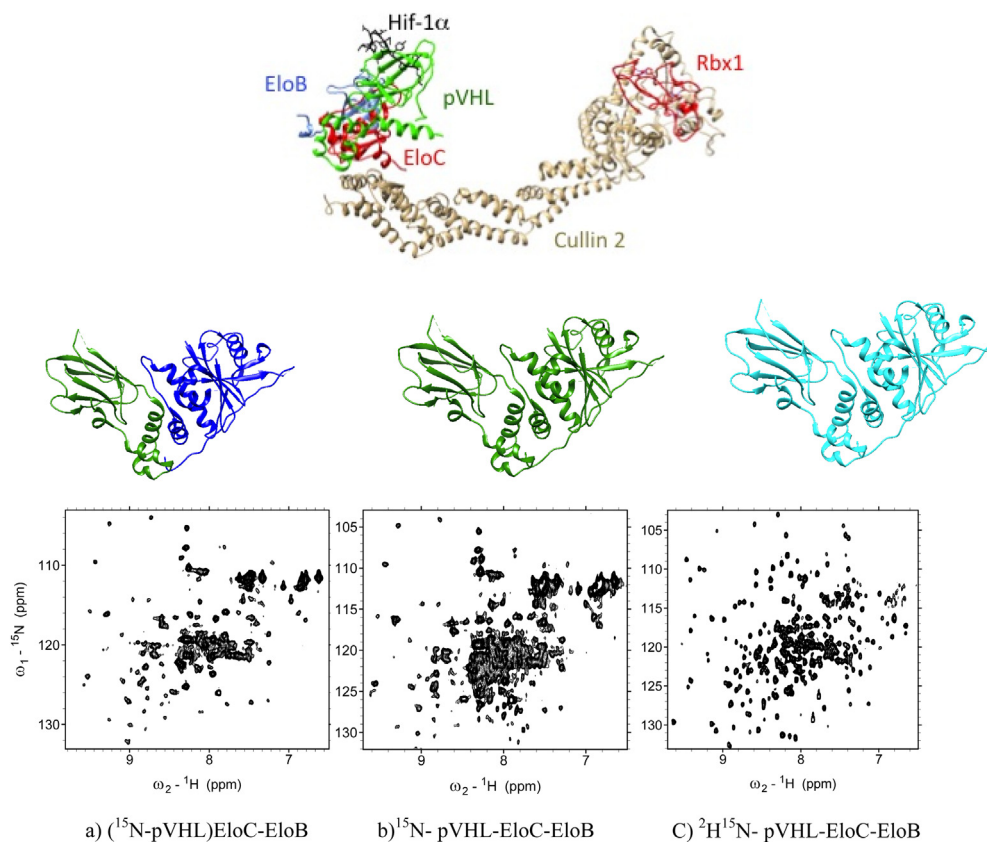 Hif-1α
EloB
pVHL
EloC
Rbx1
Cullin 2
110
120
130
9
8
7
ω1 - 15N (ppm)
ω2 - 1H (ppm)
105
110
115
120
125
130
9
8
7
ω2 - 1H (ppm)
105
110
115
120
125
130
9
8
7
ω2 - 1H (ppm)
a) (15N-pVHL)EloC-EloB
b)15N- pVHL-EloC-EloB
C) 2H15N- pVHL-EloC-EloB